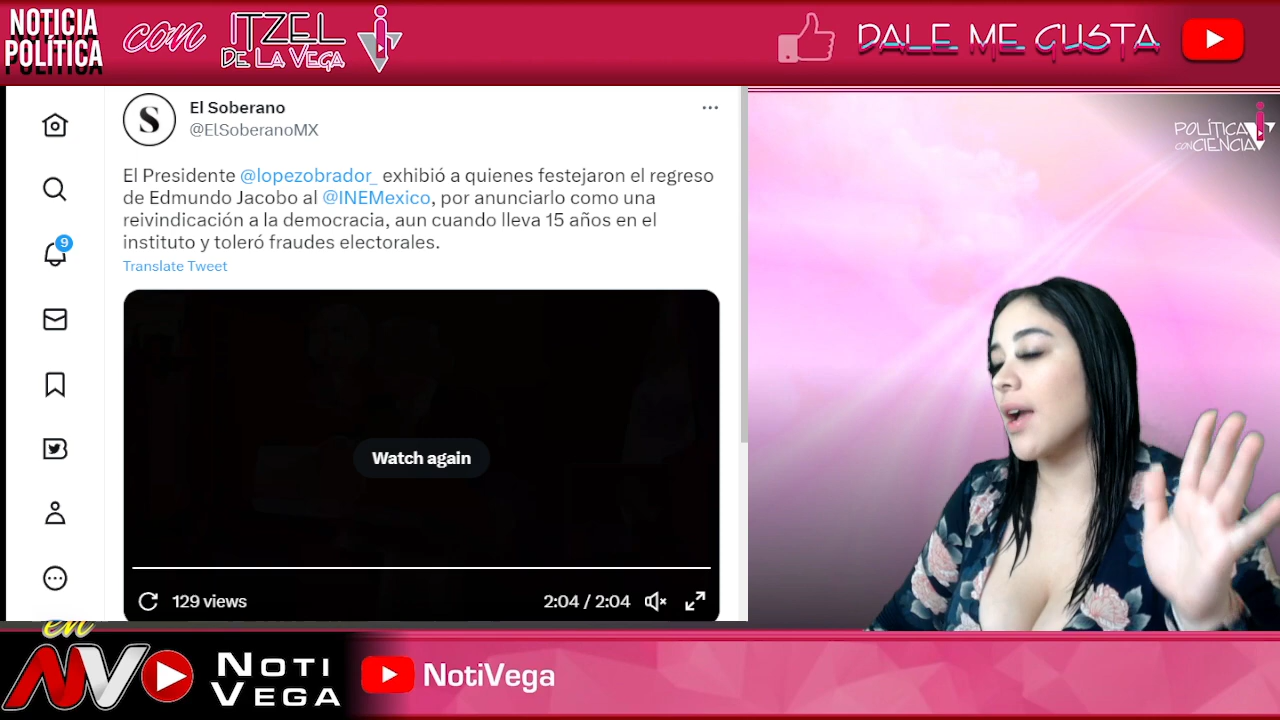 NOTICIA
POLÍTICA
con
ITZEL
DE LA VEGA
DALE ME GUSTA
El Soberano
@ElSoberanoMX
El Presidente @lopezobrador_ exhibió a quienes festejaron el regreso
de Edmundo Jacobo al @INEMexico, por anunciarlo como una
reivindicación a la democracia, aun cuando lleva 15 años en el
instituto y toleró fraudes electorales.
Translate Tweet
9
S
Watch again
129 views
2:04 / 2:04
POLÍTICA
CON CIENCIA
en
NV
NOTI
VEGA
NotiVega